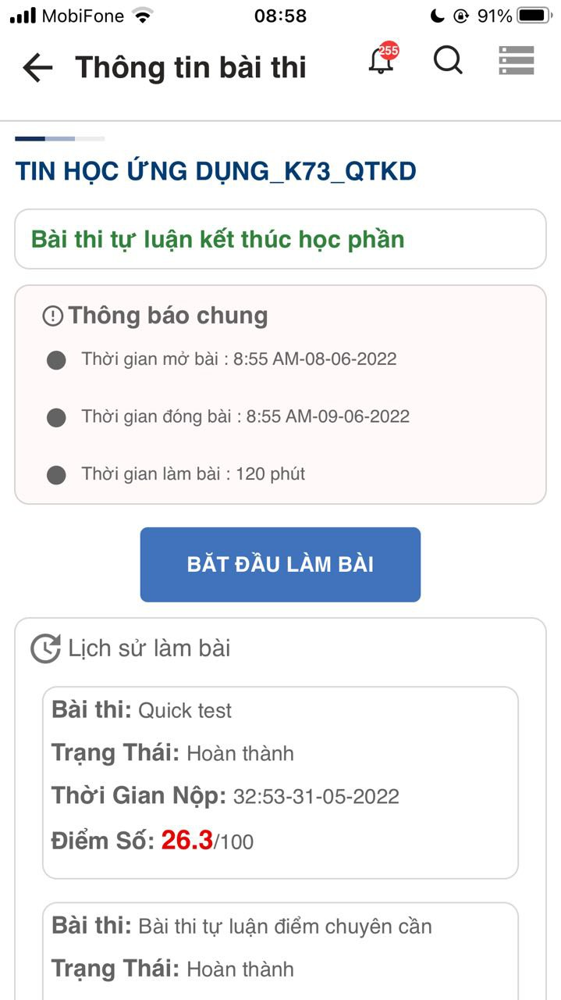 MobiFone 08:58 91%
Thông tin bài thi 255
TIN HỌC ỨNG DỤNG_K73_QTKD
Bài thi tự luận kết thúc học phần
Thông báo chung
Thời gian mở bài : 8:55 AM-08-06-2022
Thời gian đóng bài : 8:55 AM-09-06-2022
Thời gian làm bài : 120 phút
BẮT ĐẦU LÀM BÀI
Lịch sử làm bài
Bài thi: Quick test
Trạng Thái: Hoàn thành
Thời Gian Nộp: 32:53-31-05-2022
Điểm Số: 26.3/100
Bài thi: Bài thi tự luận điểm chuyên cần
Trạng Thái: Hoàn thành